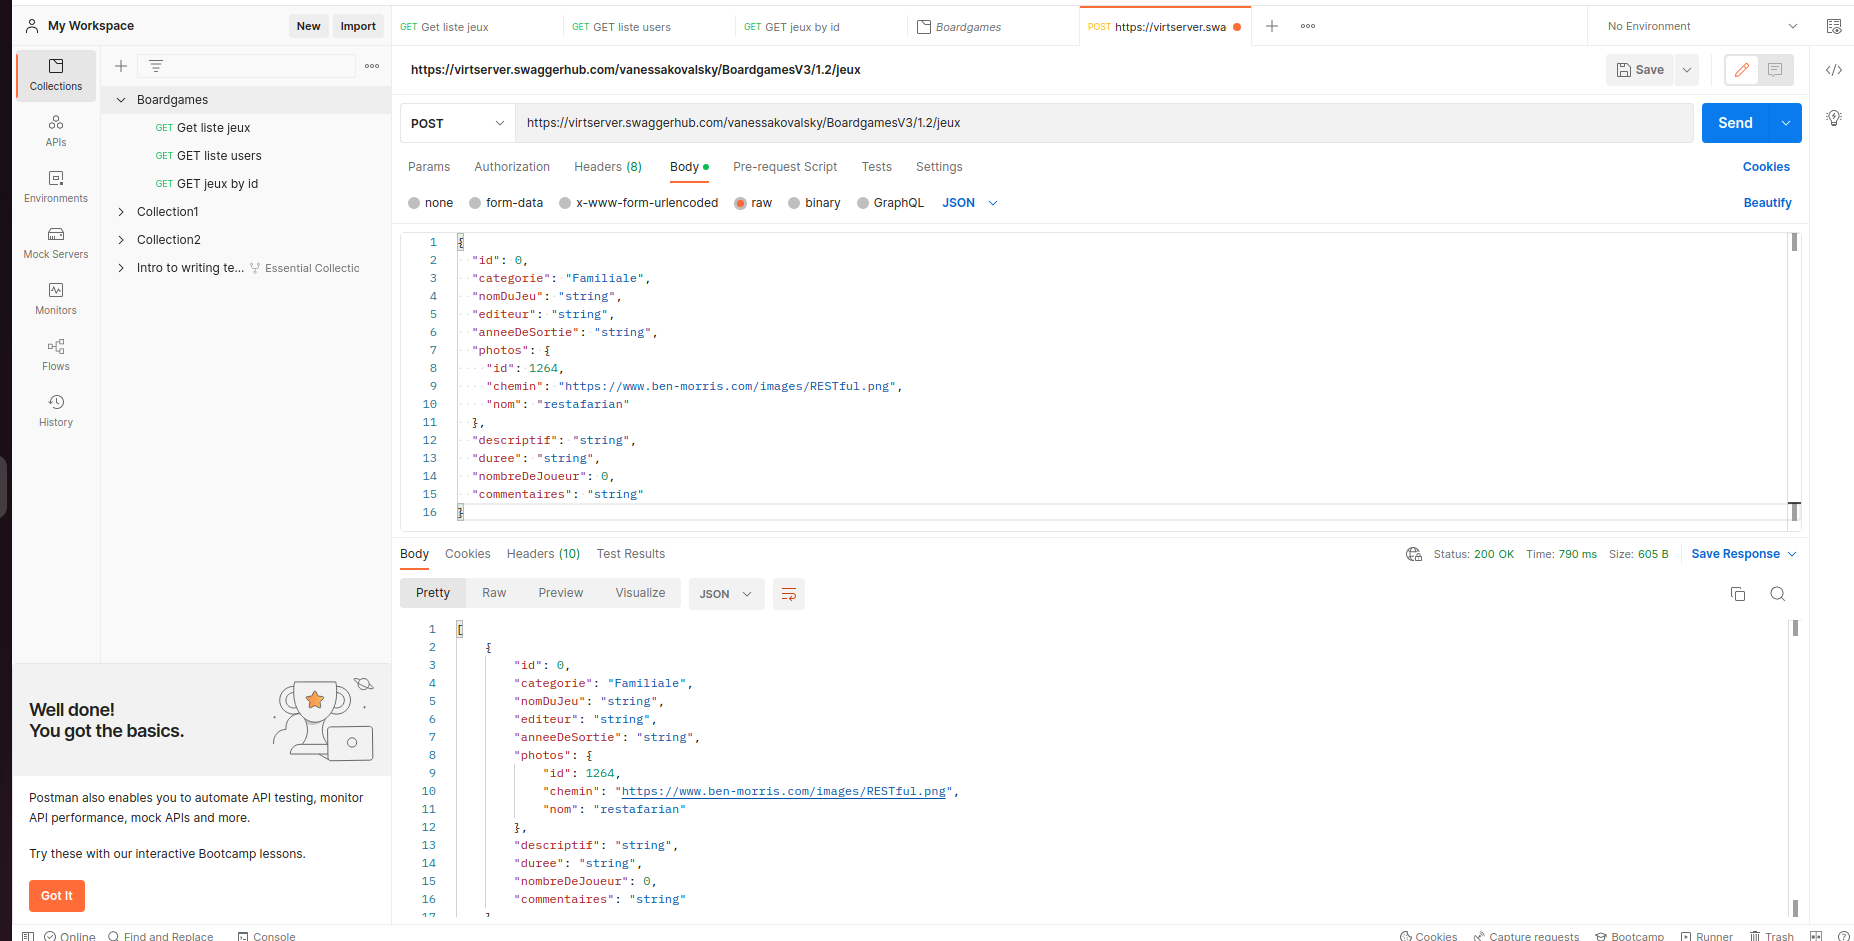 My Workspace
New
Import
GET Get liste jeux
GET GET liste users
GET GET jeux by id
Boardgames
POST https://virtserver.swa
No Environment
Collections
APIs
Environments
Mock Servers
Monitors
Flows
History
Boardgames
GET Get liste jeux
GET GET liste users
GET GET jeux by id
Collection1
Collection2
Intro to writing te... Essential Collectic
https://virtserver.swaggerhub.com/vanessakovalsky/BoardgamesV3/1.2/jeux
Save
POST
https://virtserver.swaggerhub.com/vanessakovalsky/BoardgamesV3/1.2/jeux
Send
Params Authorization Headers (8) Body Pre-request Script Tests Settings
Cookies
none form-data x-www-form-urlencoded raw binary GraphQL JSON
Beautify
1 {
2 "id": 0,
3 "categorie": "Familiale",
4 "nomDuJeu": "string",
5 "editeur": "string",
6 "anneeDeSortie": "string",
7 "photos": {
8 "id": 1264,
9 "chemin": "https://www.ben-morris.com/images/RESTful.png",
10 "nom": "restafarian"
11 },
12 "descriptif": "string",
13 "duree": "string",
14 "nombreDeJoueur": 0,
15 "commentaires": "string"
16 }
Body Cookies Headers (10) Test Results
Status: 200 OK Time: 790 ms Size: 605 B Save Response
Pretty Raw Preview Visualize JSON
1 [
2 {
3 "id": 0,
4 "categorie": "Familiale",
5 "nomDuJeu": "string",
6 "editeur": "string",
7 "anneeDeSortie": "string",
8 "photos": {
9 "id": 1264,
10 "chemin": "https://www.ben-morris.com/images/RESTful.png",
11 "nom": "restafarian"
12 },
13 "descriptif": "string",
14 "duree": "string",
15 "nombreDeJoueur": 0,
16 "commentaires": "string"
17 }
Well done!
You got the basics.
Postman also enables you to automate API testing, monitor
API performance, mock APIs and more.
Try these with our interactive Bootcamp lessons.
Got It
Online
Find and Replace
Console
Cookies
Capture requests
Bootcamp
Runner
Trash